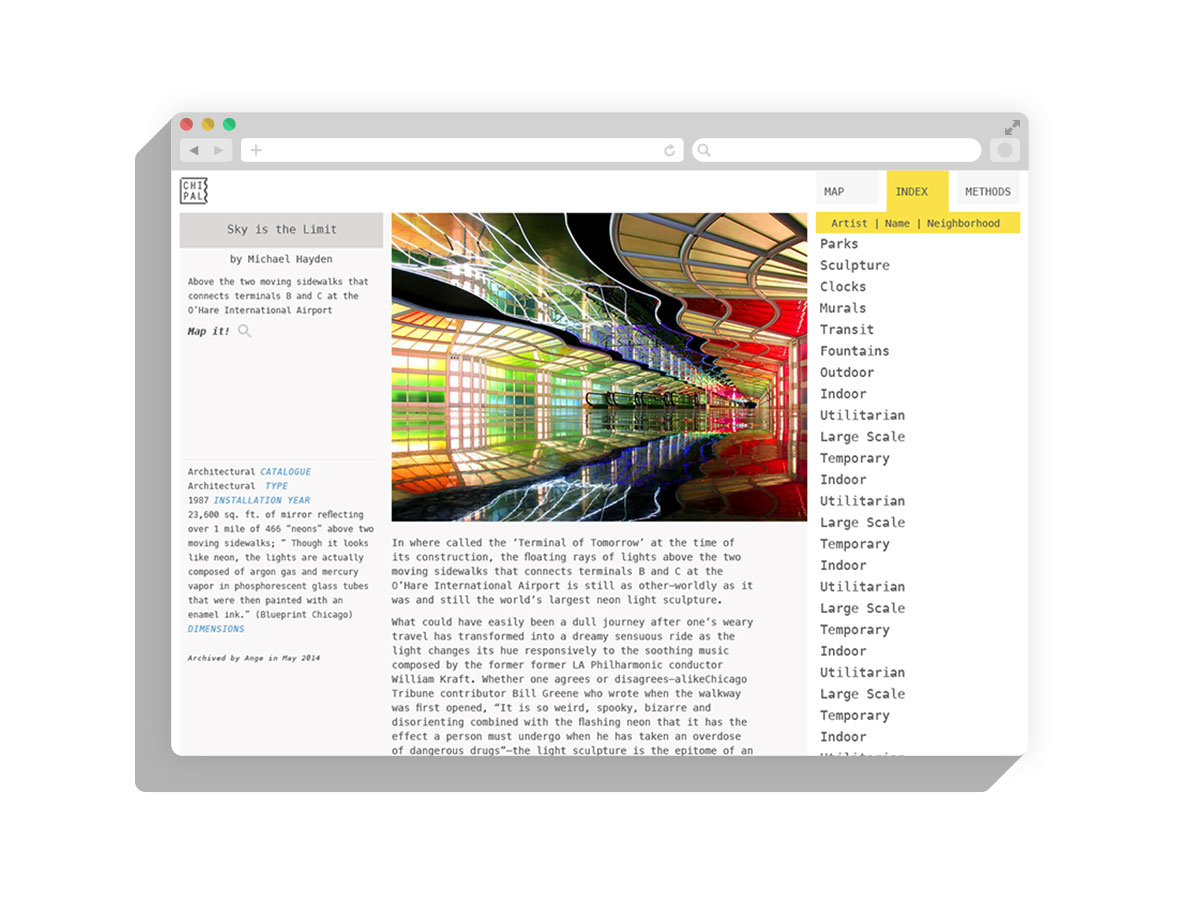 CHI
PAL
MAP
INDEX
METHODS
Artist | Name | Neighborhood
Sky is the Limit
by Michael Hayden
Above the two moving sidewalks that
connects terminals B and C at the
O’Hare International Airport
Map it!
Architectural CATALOGUE
Architectural TYPE
1987 INSTALLATION YEAR
23,600 sq. ft. of mirror reflecting
over 1 mile of 466 “neons” above two
moving sidewalks; “ Though it looks
like neon, the lights are actually
composed of argon gas and mercury
vapor in phosphorescent glass tubes
that were then painted with an
enamel ink.” (Blueprint Chicago)
DIMENSIONS
Archived by Ange in May 2014
In where called the ‘Terminal of Tomorrow’ at the time of
its construction, the floating rays of lights above the two
moving sidewalks that connects terminals B and C at the
O’Hare International Airport is still as other-worldly as it
was and still the world’s largest neon light sculpture.
What could have easily been a dull journey after one’s weary
travel has transformed into a dreamy sensuous ride as the
light changes its hue responsively to the soothing music
composed by the former former LA Philharmonic conductor
William Kraft. Whether one agrees or disagrees—alikeChicago
Tribune contributor Bill Greene who wrote when the walkway
was first opened, “It is so weird, spooky, bizarre and
disorienting combined with the flashing neon that it has the
effect a person must undergo when he has taken an overdose
of dangerous drugs”—the light sculpture is the epitome of an
Parks
Sculpture
Clocks
Murals
Transit
Fountains
Outdoor
Indoor
Utilitarian
Large Scale
Temporary
Indoor
Utilitarian
Large Scale
Temporary
Indoor
Utilitarian
Large Scale
Temporary
Indoor
Utilitarian
Large Scale
Temporary
Indoor